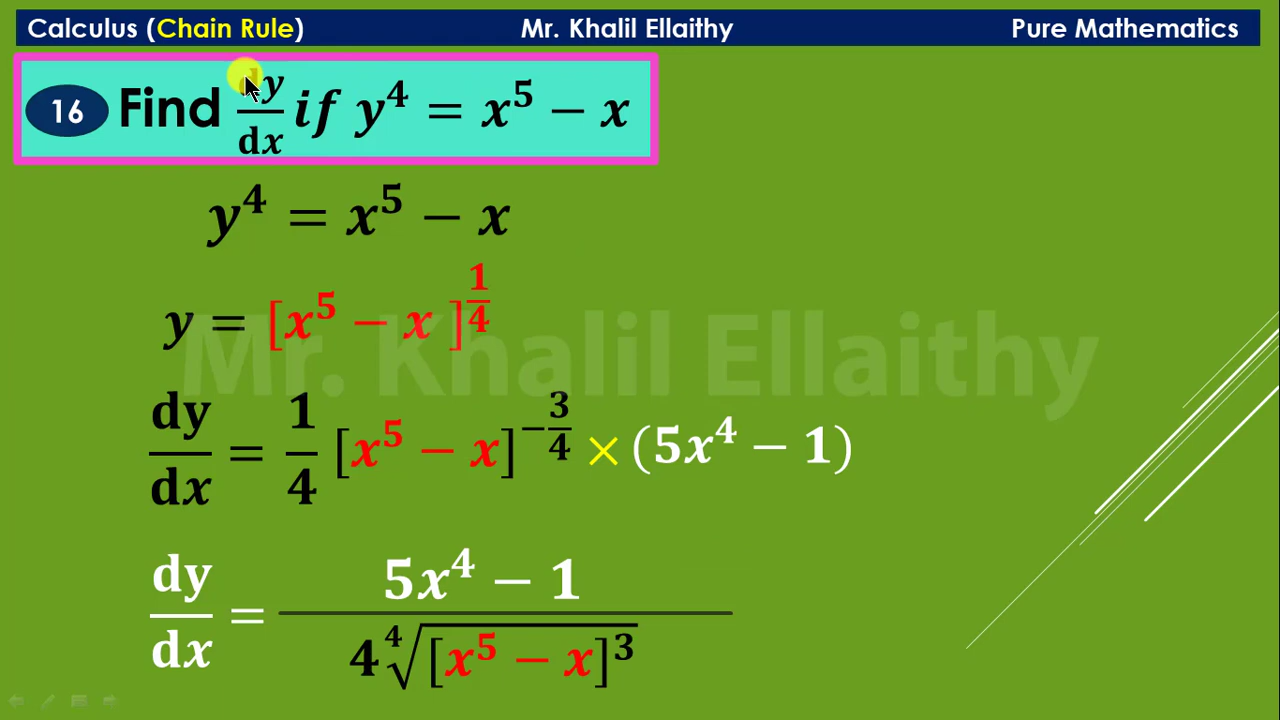 Calculus (Chain Rule) Mr. Khalil Ellaithy Pure Mathematics
16 Find dy/dx if y⁴ = x⁵ − x
y⁴ = x⁵ − x
y = [x⁵ − x ]^(1/4)
Mr. Khalil Ellaithy
dy/dx = 1/4 [x⁵ − x]^(−3/4) × (5x⁴ − 1)
dy/dx = (5x⁴ − 1)/(4 ⁴√([x⁵ − x]³))